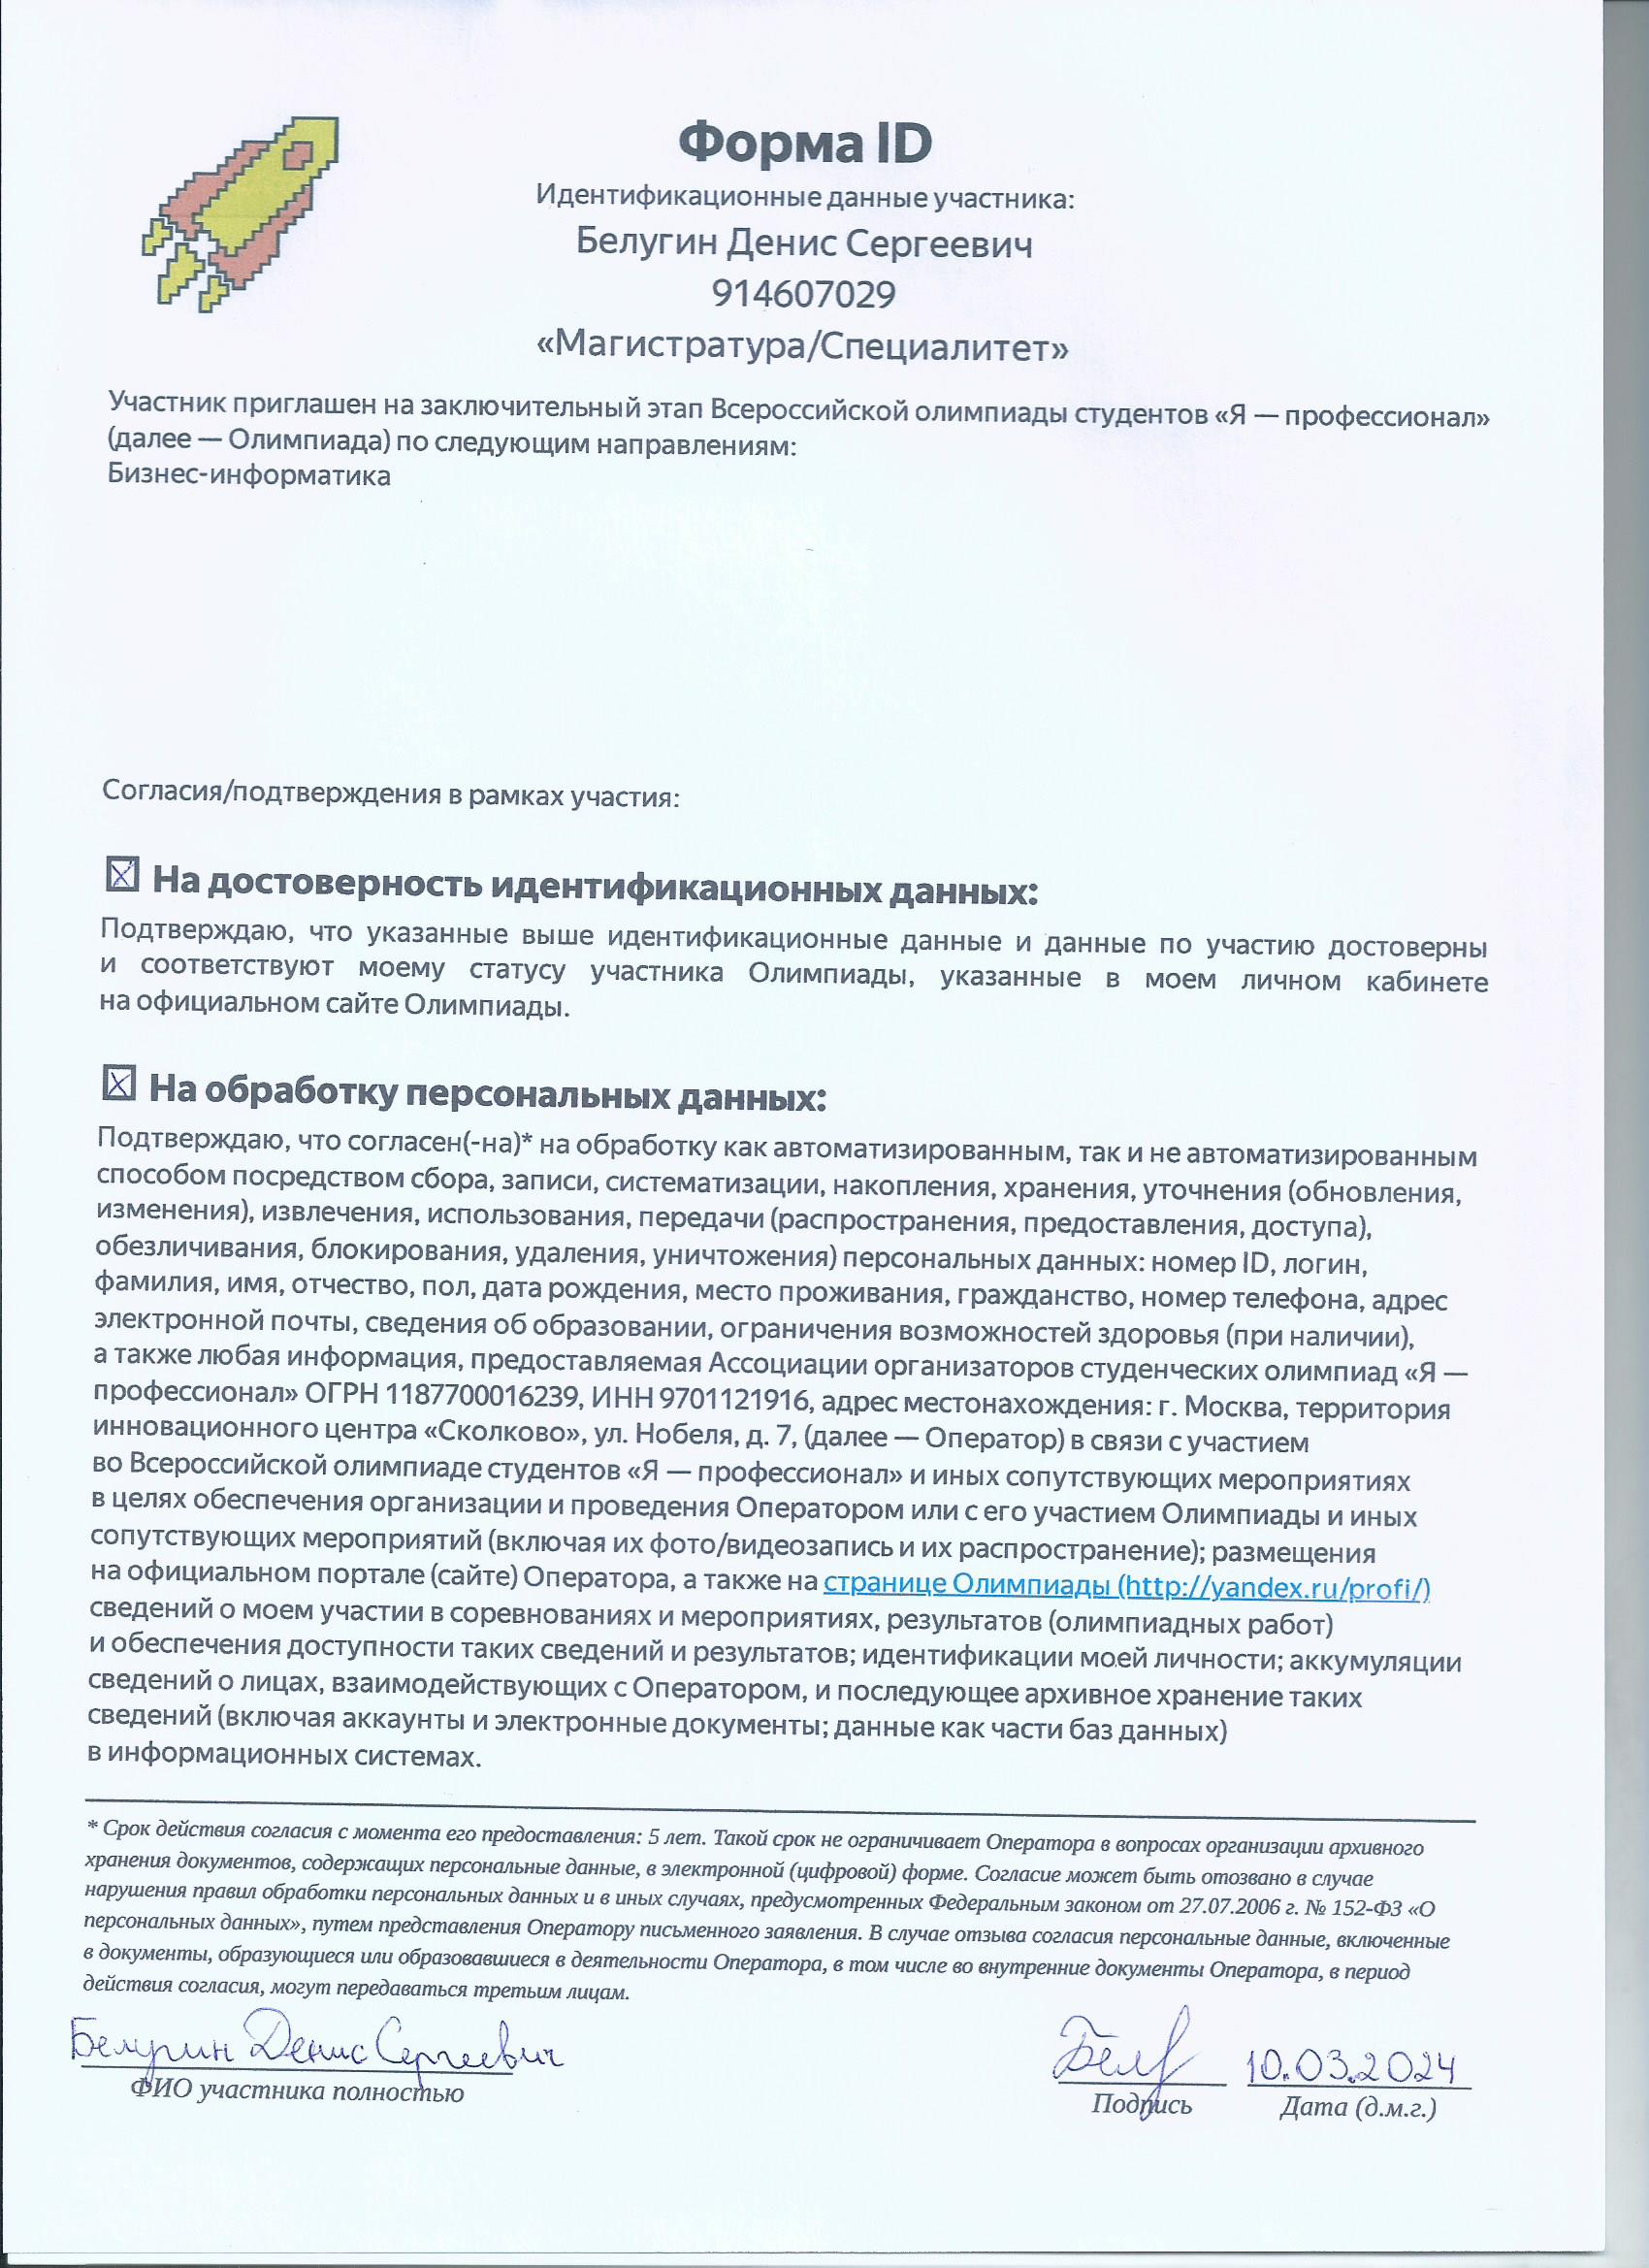 Форма ID
Идентификационные данные участника:
Белугин Денис Сергеевич
914607029
«Магистратура/Специалитет»
Участник приглашен на заключительный этап Всероссийской олимпиады студентов «Я — профессионал»
(далее — Олимпиада) по следующим направлениям:
Бизнес-информатика
Согласия/подтверждения в рамках участия:
На достоверность идентификационных данных:
Подтверждаю, что указанные выше идентификационные данные и данные по участию достоверны
и соответствуют моему статусу участника Олимпиады, указанные в моем личном кабинете
на официальном сайте Олимпиады.
На обработку персональных данных:
Подтверждаю, что согласен(-на)* на обработку как автоматизированным, так и не автоматизированным
способом посредством сбора, записи, систематизации, накопления, хранения, уточнения (обновления,
изменения), извлечения, использования, передачи (распространения, предоставления, доступа),
обезличивания, блокирования, удаления, уничтожения) персональных данных: номер ID, логин,
фамилия, имя, отчество, пол, дата рождения, место проживания, гражданство, номер телефона, адрес
электронной почты, сведения об образовании, ограничения возможностей здоровья (при наличии),
а также любая информация, предоставляемая Ассоциации организаторов студенческих олимпиад «Я —
профессионал» ОГРН 1187700016239, ИНН 9701121916, адрес местонахождения: г. Москва, территория
инновационного центра «Сколково», ул. Нобеля, д. 7, (далее — Оператор) в связи с участием
во Всероссийской олимпиаде студентов «Я — профессионал» и иных сопутствующих мероприятиях
в целях обеспечения организации и проведения Оператором или с его участием Олимпиады и иных
сопутствующих мероприятий (включая их фото/видеозапись и их распространение); размещения
на официальном портале (сайте) Оператора, а также на странице Олимпиады (http://yandex.ru/profi/)
сведений о моем участии в соревнованиях и мероприятиях, результатов (олимпиадных работ)
и обеспечения доступности таких сведений и результатов; идентификации моей личности; аккумуляции
сведений о лицах, взаимодействующих с Оператором, и последующее архивное хранение таких
сведений (включая аккаунты и электронные документы; данные как части баз данных)
в информационных системах.
* Срок действия согласия с момента его предоставления: 5 лет. Такой срок не ограничивает Оператора в вопросах организации архивного
хранения документов, содержащих персональные данные, в электронной (цифровой) форме. Согласие может быть отозвано в случае
нарушения правил обработки персональных данных и в иных случаях, предусмотренных Федеральным законом от 27.07.2006 г. № 152-ФЗ «О
персональных данных», путем представления Оператору письменного заявления. В случае отзыва согласия персональные данные, включенные
в документы, образующиеся или образовавшиеся в деятельности Оператора, в том числе во внутренние документы Оператора, в период
действия согласия, могут передаваться третьим лицам.
Белугин Денис Сергеевич Бел 10.03.2024
ФИО участника полностью Подпись Дата (д.м.г.)